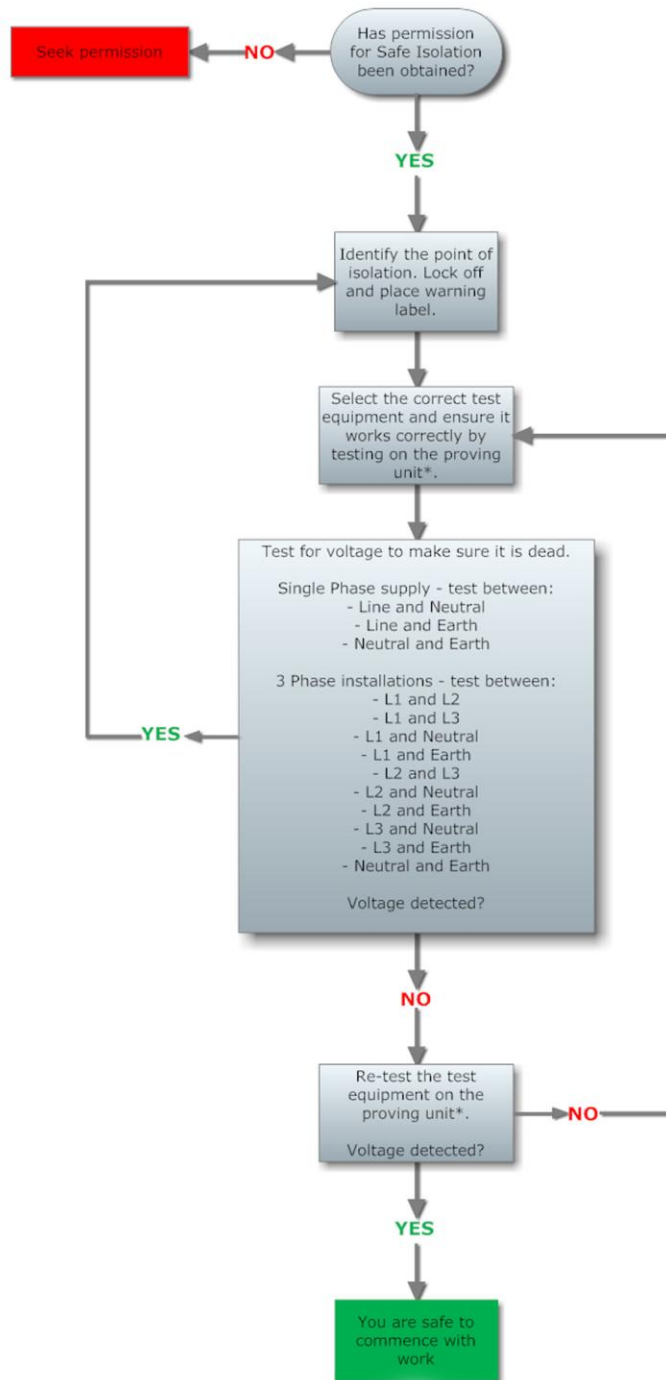 Has permission
for Safe Isolation
been obtained?
NO
Seek permission
YES
Identify the point of
isolation. Lock off
and place warning
label.
Select the correct test
equipment and ensure it
works correctly by
testing on the proving
unit*.
Test for voltage to make sure it is dead.
Single Phase supply - test between:
- Line and Neutral
- Line and Earth
- Neutral and Earth
3 Phase installations - test between:
- L1 and L2
- L1 and L3
- L1 and Neutral
- L1 and Earth
- L2 and L3
- L2 and Neutral
- L2 and Earth
- L3 and Neutral
- L3 and Earth
- Neutral and Earth
Voltage detected?
YES
NO
Re-test the test
equipment on the
proving unit*.
Voltage detected?
NO
YES
You are safe to
commence with
work